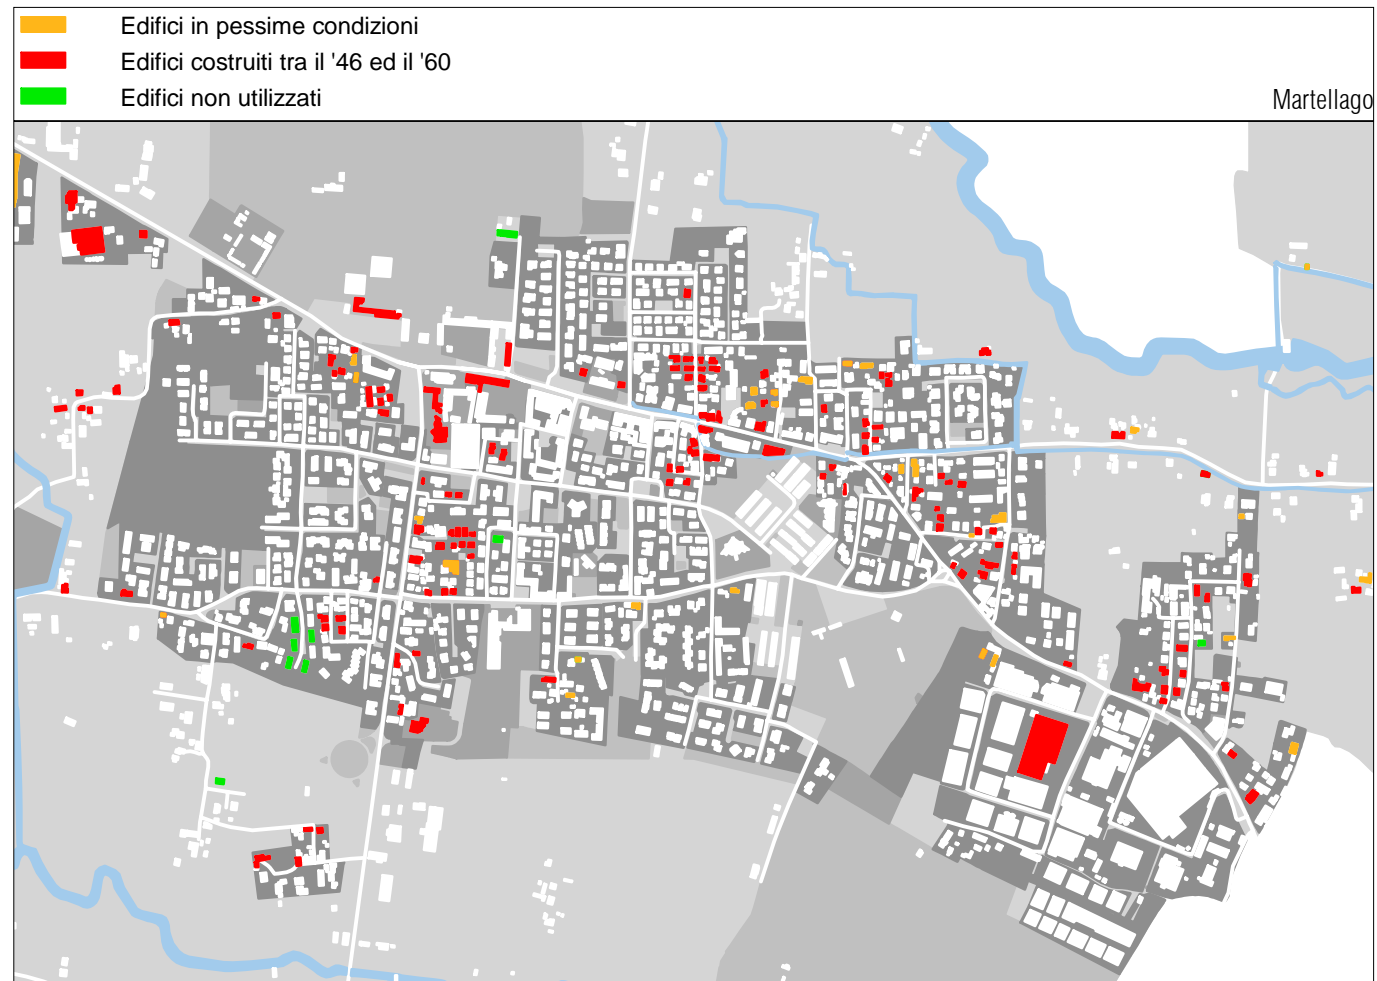 Edifici in pessime condizioni
Edifici costruiti tra il '46 ed il '60
Edifici non utilizzati
Martellago